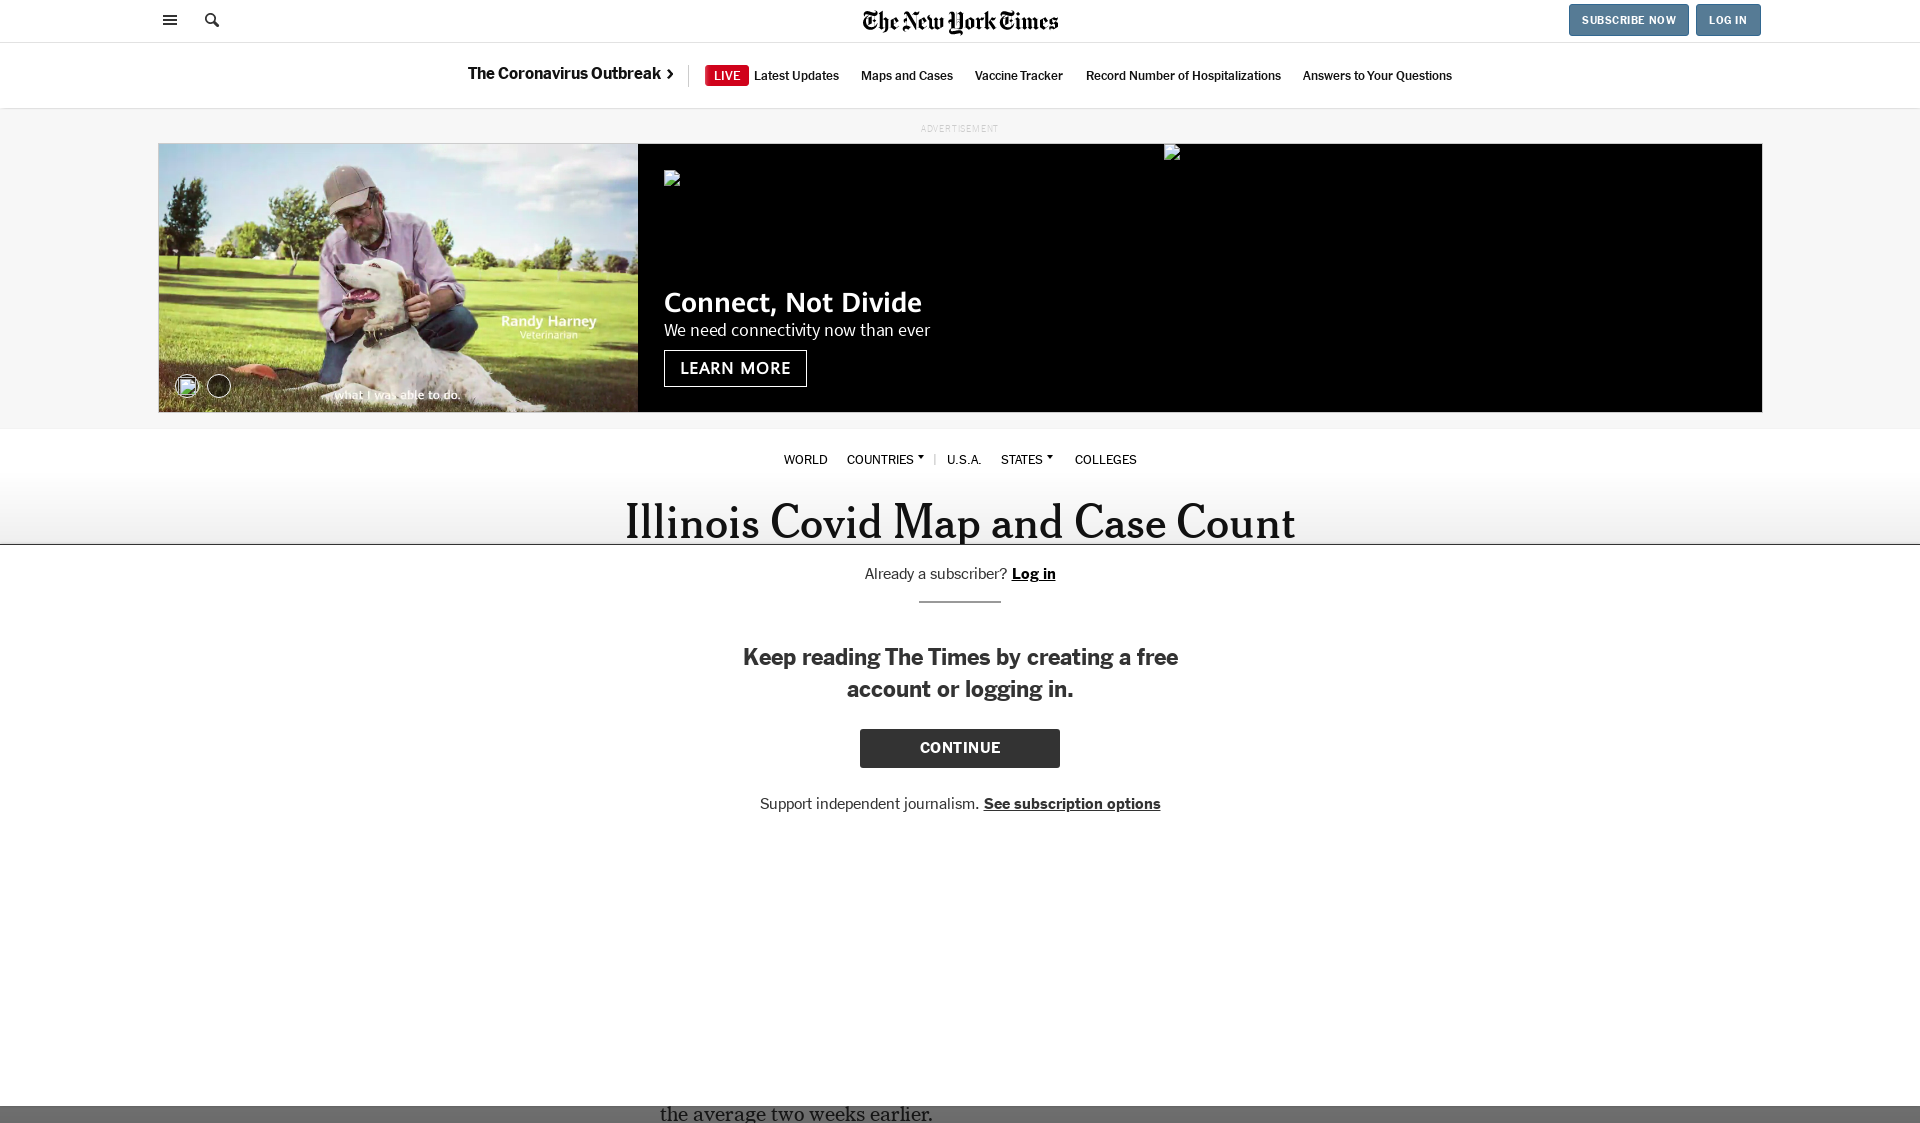 The New York Times
SUBSCRIBE NOW
LOG IN
The Coronavirus Outbreak
LIVE Latest Updates
Maps and Cases
Vaccine Tracker
Record Number of Hospitalizations
Answers to Your Questions
ADVERTISEMENT
Randy Harney
Veterinarian
what I was able to do.
Connect, Not Divide
We need connectivity now than ever
LEARN MORE
WORLD
COUNTRIES
U.S.A.
STATES
COLLEGES
Illinois Covid Map and Case Count
Already a subscriber? Log in
Keep reading The Times by creating a free
account or logging in.
CONTINUE
Support independent journalism. See subscription options
the average two weeks earlier.